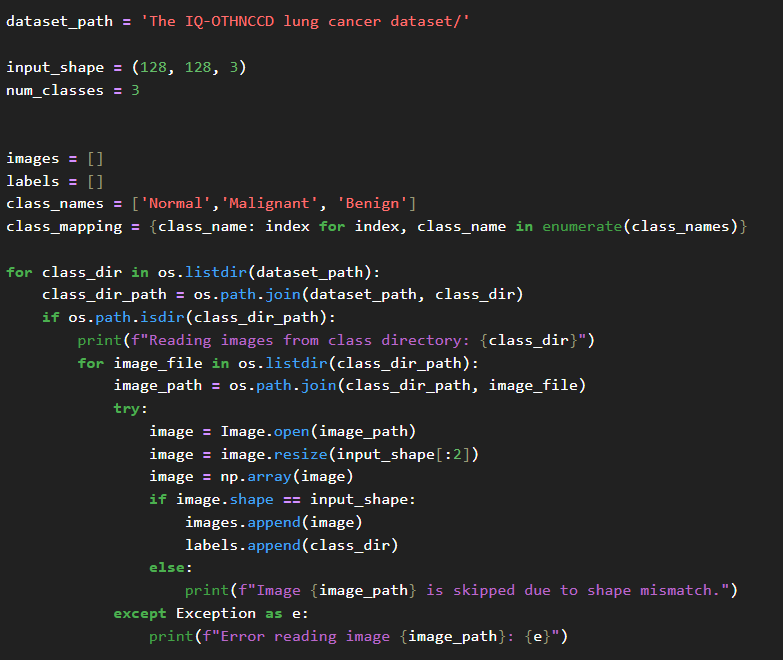 dataset_path = 'The IQ-OTHNCCD lung cancer dataset/'
input_shape = (128, 128, 3)
num_classes = 3
images = []
labels = []
class_names = ['Normal','Malignant', 'Benign']
class_mapping = {class_name: index for index, class_name in enumerate(class_names)}
for class_dir in os.listdir(dataset_path):
    class_dir_path = os.path.join(dataset_path, class_dir)
    if os.path.isdir(class_dir_path):
        print(f"Reading images from class directory: {class_dir}")
        for image_file in os.listdir(class_dir_path):
            image_path = os.path.join(class_dir_path, image_file)
            try:
                image = Image.open(image_path)
                image = image.resize(input_shape[:2])
                image = np.array(image)
                if image.shape == input_shape:
                    images.append(image)
                    labels.append(class_dir)
                else:
                    print(f"Image {image_path} is skipped due to shape mismatch.")
            except Exception as e:
                print(f"Error reading image {image_path}: {e}")